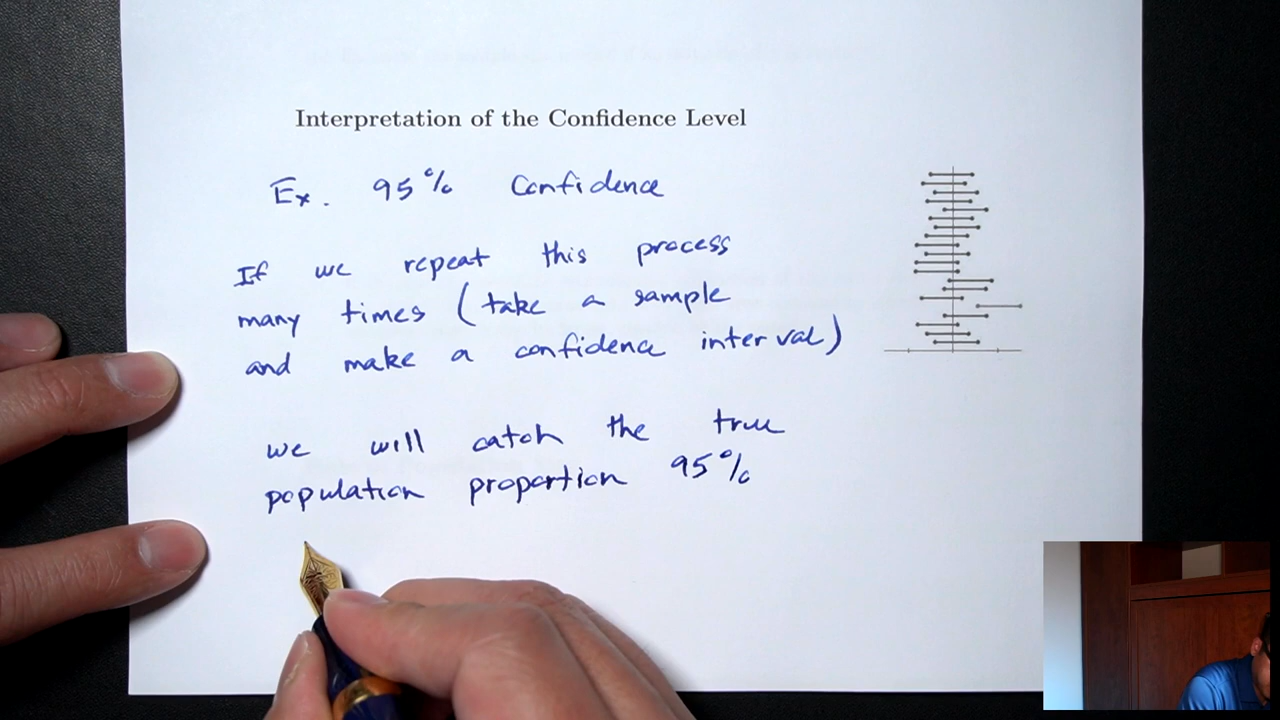 Interpretation of the Confidence Level
Ex. 95% Confidence
If we repeat this process
many times (take a sample
and make a confidence interval)
we will catch the true
population proportion 95%